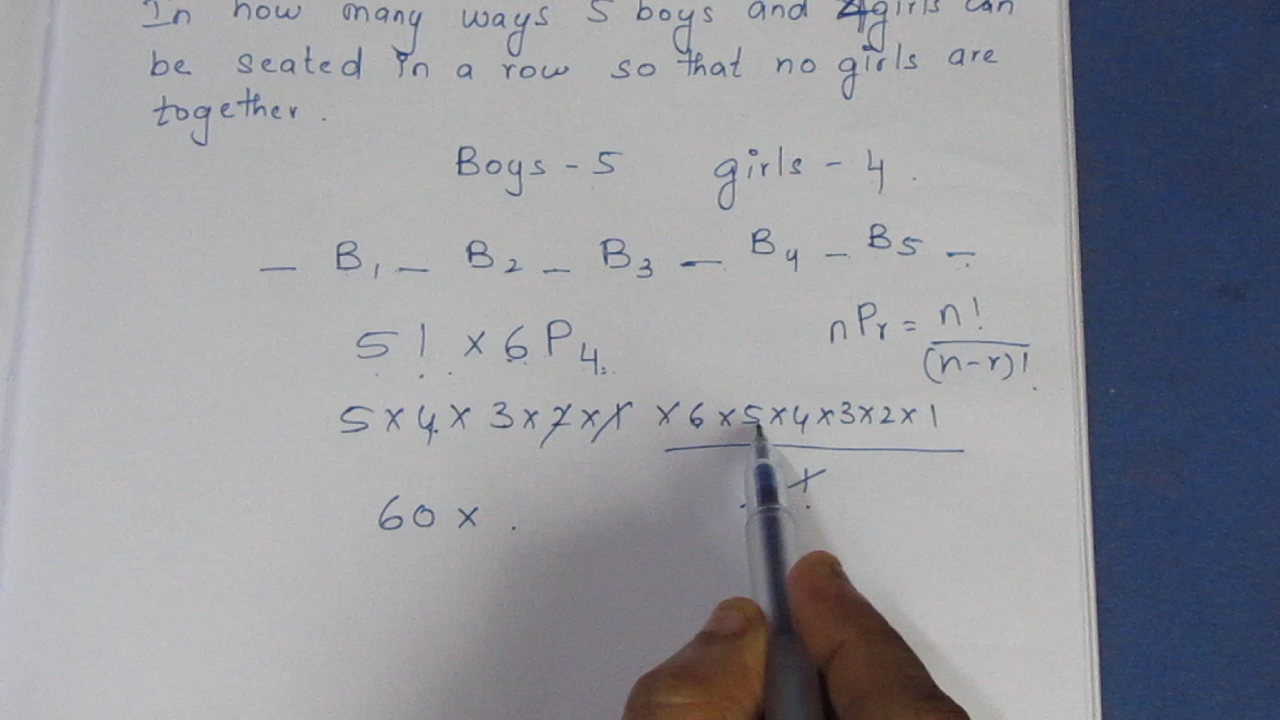 In how many ways 5 boys and 4 girls can
be seated in a row so that no girls are
together.
Boys - 5 girls - 4.
_ B₁ _ B₂ _ B₃ _ B₄ _ B5 _
5! × 6P₄.
nPr = n!/(n-r)!
5 × 4 × 3 × 2 × 1 × 6 × 5 × 4 × 3 × 2 × 1
60 × .